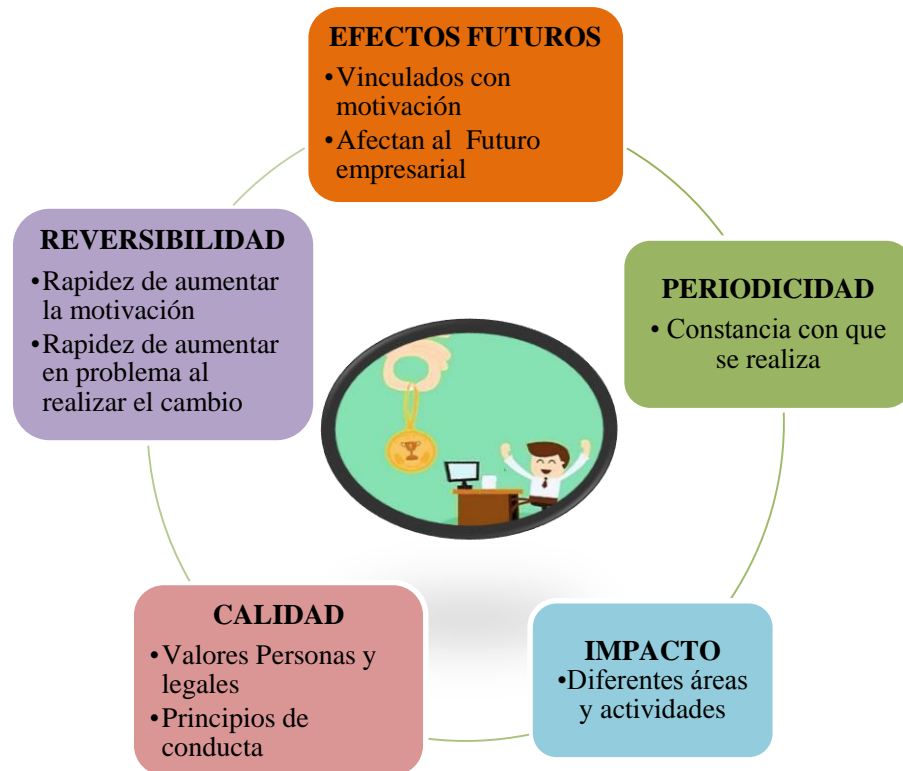 EFECTOS FUTUROS
•Vinculados con
motivación
•Afectan al Futuro
empresarial
PERIODICIDAD
• Constancia con que
se realiza
IMPACTO
•Diferentes áreas
y actividades
CALIDAD
•Valores Personas y
legales
•Principios de
conducta
REVERSIBILIDAD
•Rapidez de aumentar
la motivación
•Rapidez de aumentar
en problema al
realizar el cambio